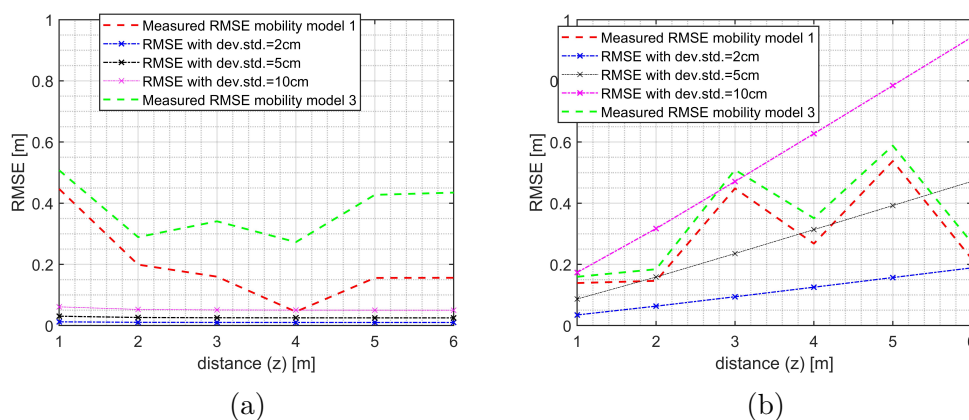 1
0.8
0.6
0.4
0.2
0
RMSE [m]
Measured RMSE mobility model 1
RMSE with dev.std.=2cm
RMSE with dev.std.=5cm
RMSE with dev.std.=10cm
Measured RMSE mobility model 3
1 2 3 4 5 6
distance (z) [m]
(a)
1
0.8
0.6
0.4
0.2
0
RMSE [m]
Measured RMSE mobility model 1
RMSE with dev.std.=2cm
RMSE with dev.std.=5cm
RMSE with dev.std.=10cm
Measured RMSE mobility model 3
1 2 3 4 5 6
distance (z) [m]
(b)